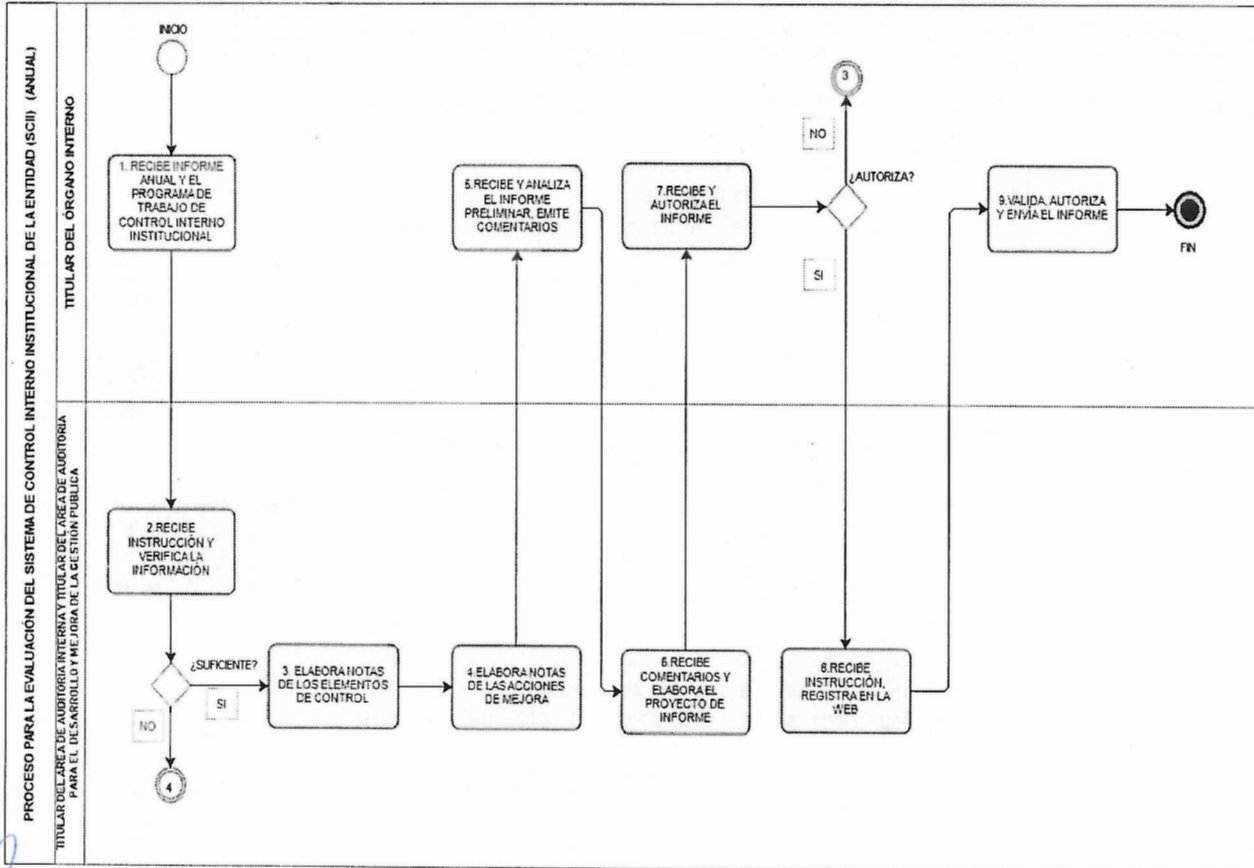 PROCESO PARA LA EVALUACIÓN DEL SISTEMA DE CONTROL INTERNO INSTITUCIONAL DE LA ENTIDAD (SCII) (ANUAL)
TITULAR DEL ÓRGANO INTERNO
INICIO
1. RECIBE INFORME
ANUAL Y EL
PROGRAMA DE
TRABAJO DE
CONTROL INTERNO
INSTITUCIONAL
5. RECIBE Y ANALIZA
EL INFORME
PRELIMINAR, EMITE
COMENTARIOS
7. RECIBE Y
AUTORIZA EL
INFORME
3
NO
¿AUTORIZA?
SI
9. VALIDA, AUTORIZA
Y ENVÍA EL INFORME
FIN
TITULAR DEL ÁREA DE AUDITORÍA INTERNA Y TITULAR DEL ÁREA DE AUDITORÍA
PARA EL DESARROLLO Y MEJORA DE LA GESTIÓN PUBLICA
2.RECIBE
INSTRUCCIÓN Y
VERIFICA LA
INFORMACIÓN
¿SUFICIENTE?
SI
NO
4
3. ELABORA NOTAS
DE LOS ELEMENTOS
DE CONTROL
4.ELABORA NOTAS
DE LAS ACCIONES
DE MEJORA
6.RECIBE
COMENTARIOS Y
ELABORA EL
PROYECTO DE
INFORME
8.RECIBE
INSTRUCCIÓN,
REGISTRA EN LA
WEB